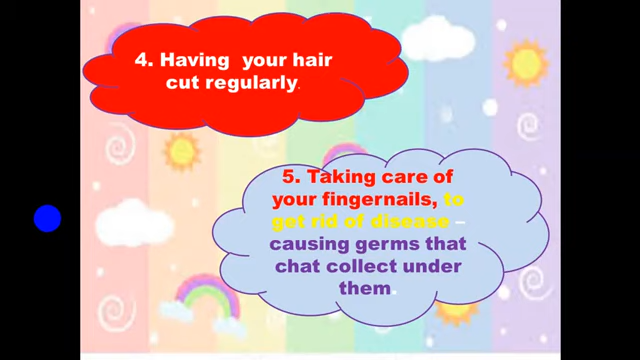 4. Having your hair
cut regularly.
5. Taking care of
your fingernails, to
get rid of disease –
causing germs that
chat collect under
them.